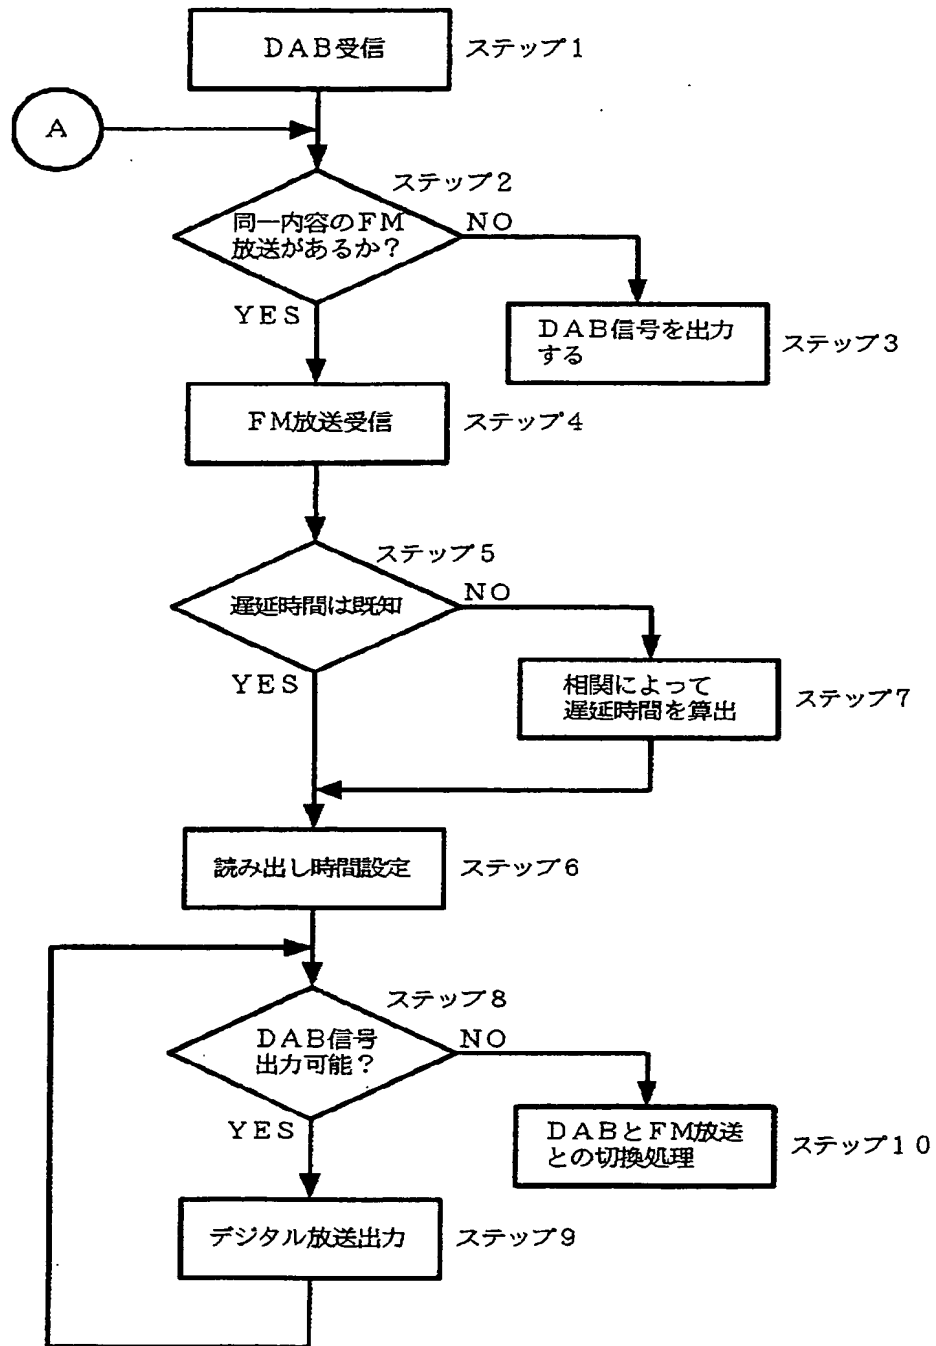 DAB受信
ステップ1
A
ステップ2
同一内容のFM
放送があるか?
NO
YES
DAB信号を出力
する
ステップ3
FM放送受信
ステップ4
ステップ5
遅延時間は既知
NO
YES
相関によって
遅延時間を算出
ステップ7
読み出し時間設定
ステップ6
ステップ8
DAB信号
出力可能?
NO
YES
DABとFM放送
との切換処理
ステップ10
デジタル放送出力
ステップ9